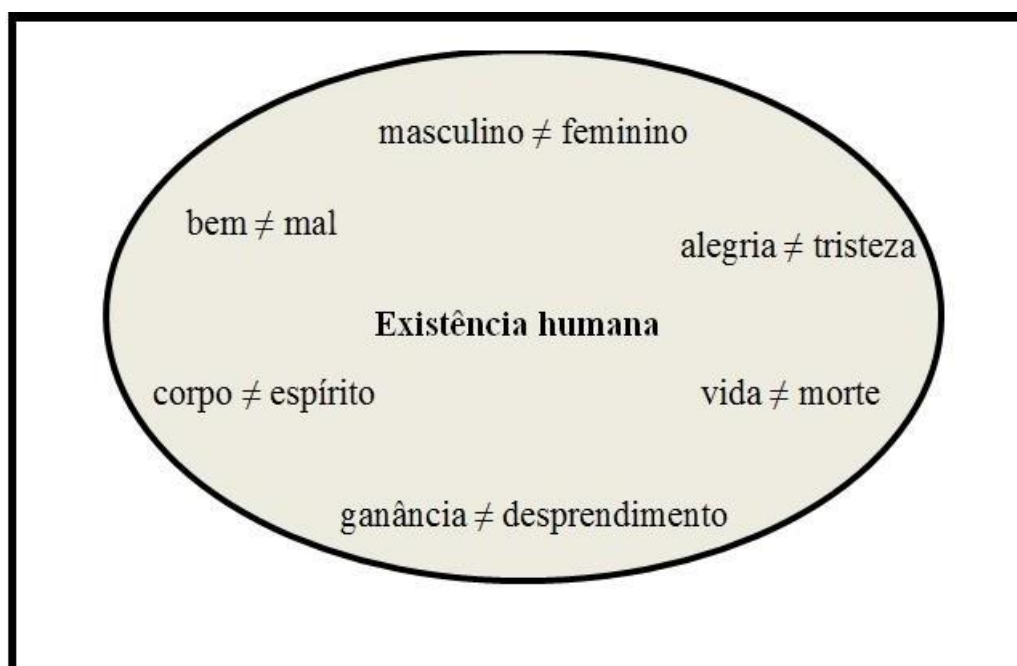 masculino ≠ feminino
bem ≠ mal
alegria ≠ tristeza
Existência humana
corpo ≠ espírito
vida ≠ morte
ganância ≠ desprendimento